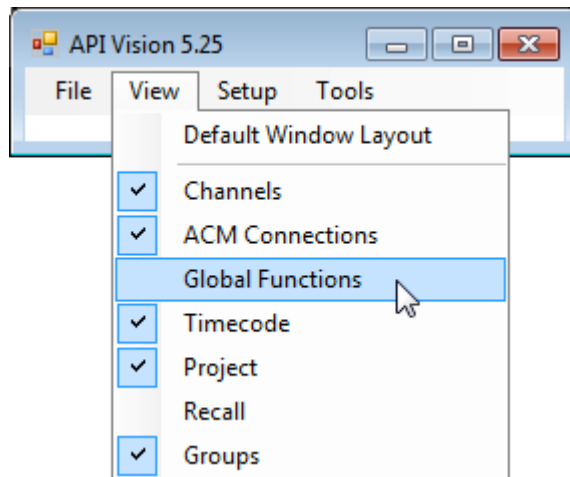 API Vision 5.25
File View Setup Tools
Default Window Layout
Channels
ACM Connections
Global Functions
Timecode
Project
Recall
Groups